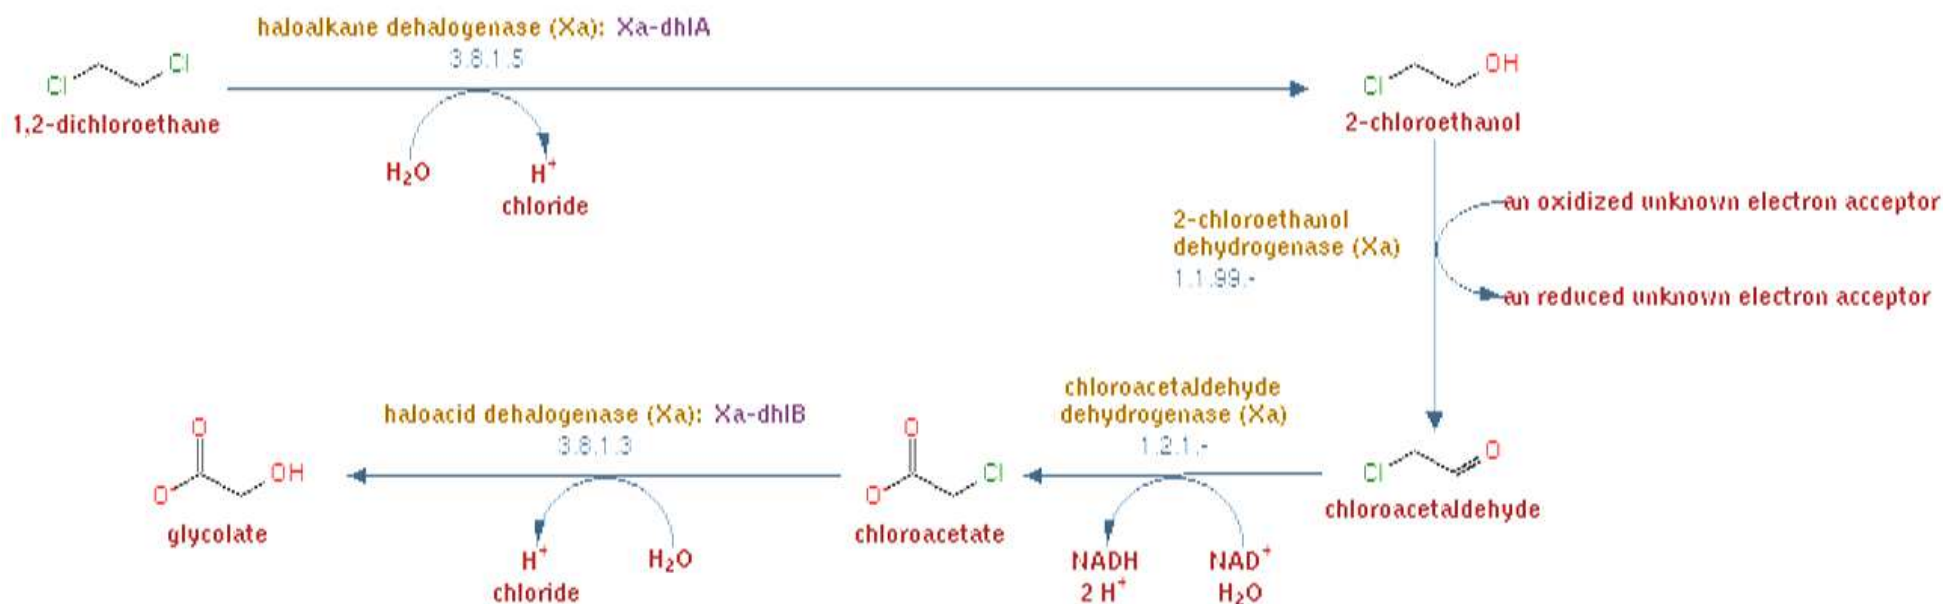 haloalkane dehalogenase (Xa): Xa-dhlA
3.8.1.5
Cl
Cl
1,2-dichloroethane
H₂O
H⁺
chloride
Cl
OH
2-chloroethanol
2-chloroethanol
dehydrogenase (Xa)
1.1.99.-
an oxidized unknown electron acceptor
an reduced unknown electron acceptor
Cl
O
chloroacetaldehyde
chloroacetaldehyde
dehydrogenase (Xa)
1.2.1.-
NADH
2 H⁺
NAD⁺
H₂O
O
O
Cl
chloroacetate
haloacid dehalogenase (Xa): Xa-dhlB
3.8.1.3
H⁺
chloride
H₂O
O
O
OH
glycolate